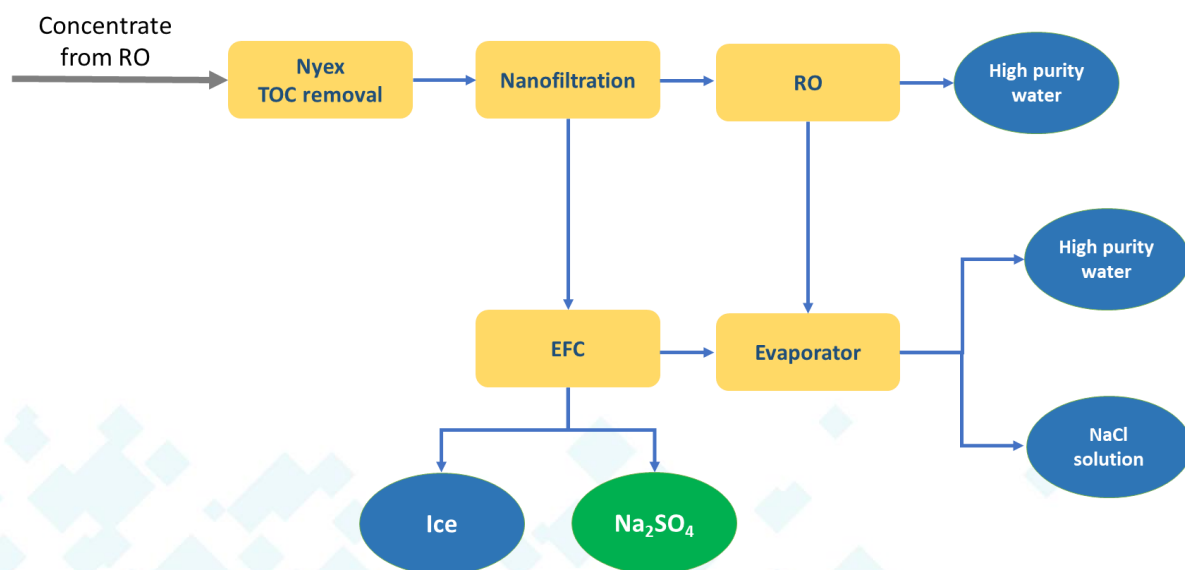 Concentrate
from RO
Nyex
TOC removal
Nanofiltration
RO
High purity
water
High purity
water
EFC
Evaporator
NaCl
solution
Ice
Na₂SO₄